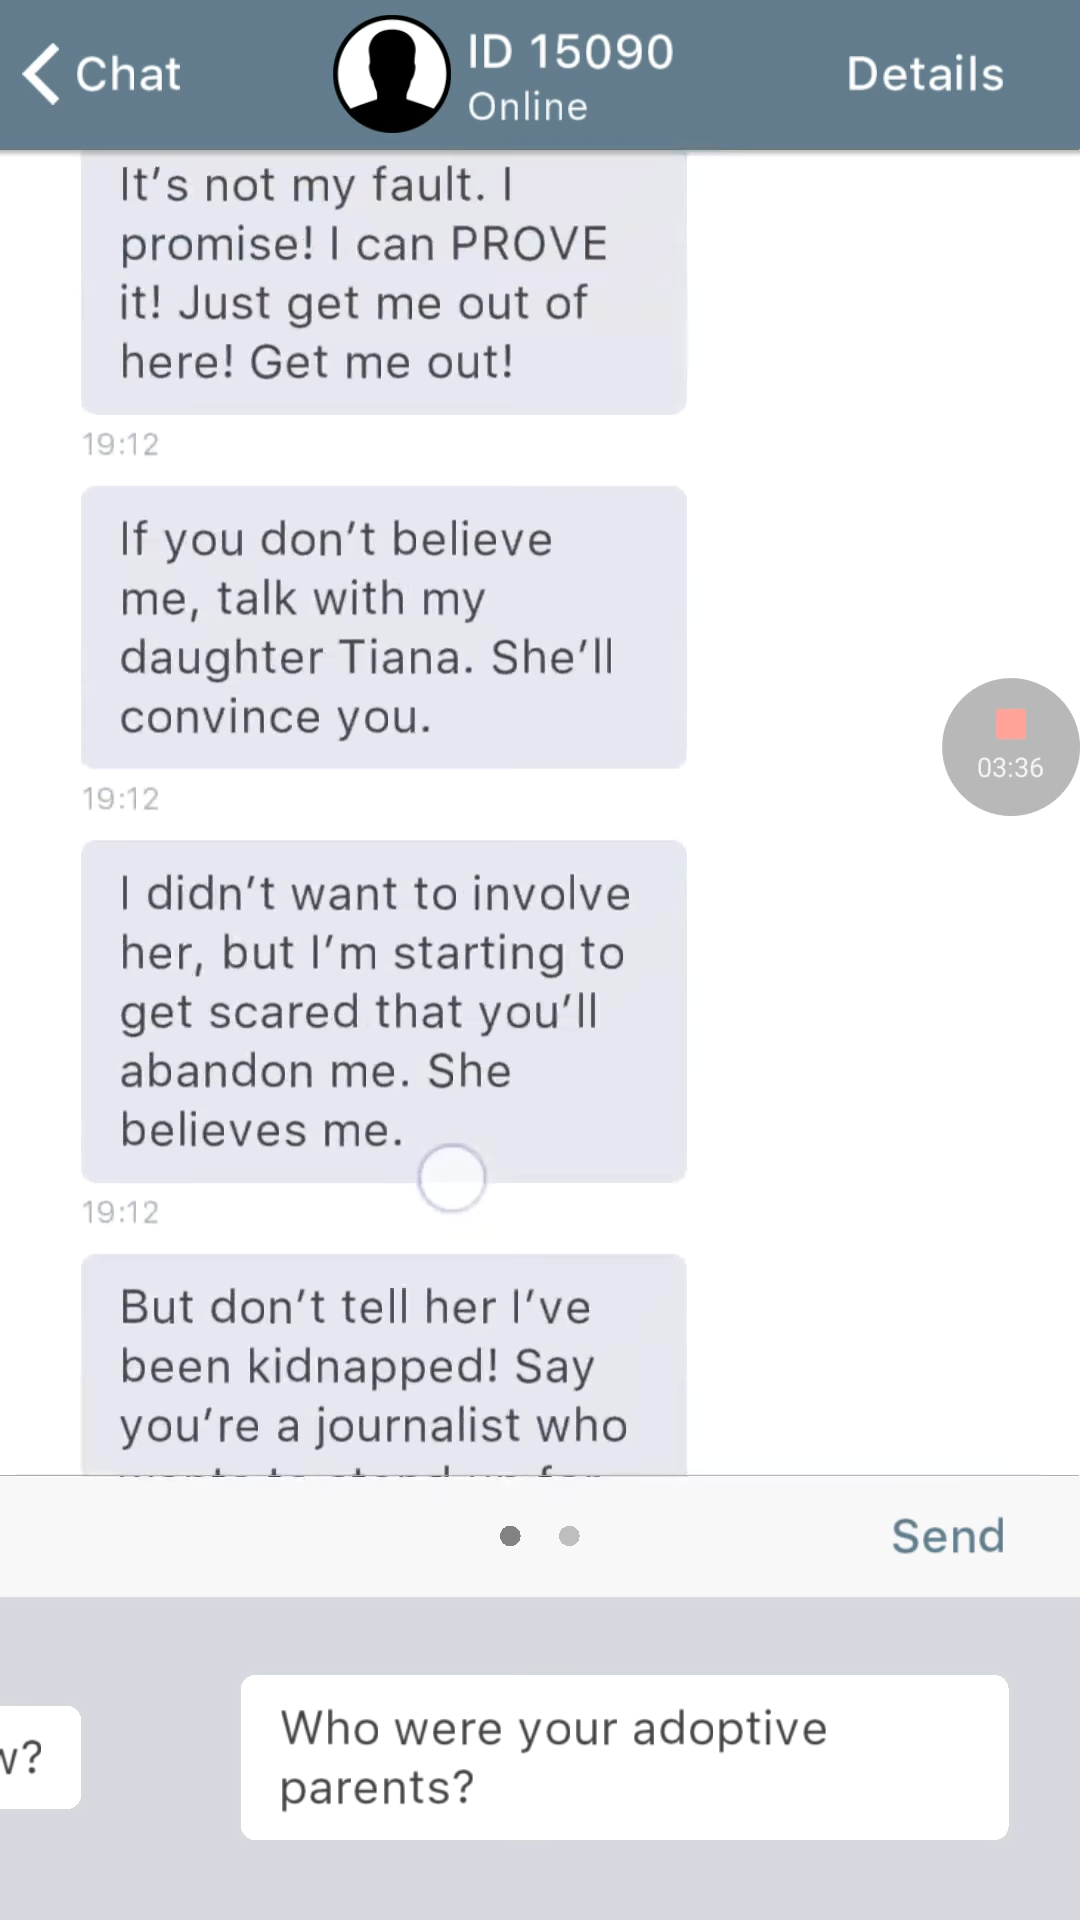 Chat
ID 15090
Online
Details
It’s not my fault. I
promise! I can PROVE
it! Just get me out of
here! Get me out!
19:12
If you don’t believe
me, talk with my
daughter Tiana. She’ll
convince you.
19:12
03:36
I didn’t want to involve
her, but I’m starting to
get scared that you’ll
abandon me. She
believes me.
19:12
But don’t tell her I’ve
been kidnapped! Say
you’re a journalist who
Send
Who were your adoptive
parents?